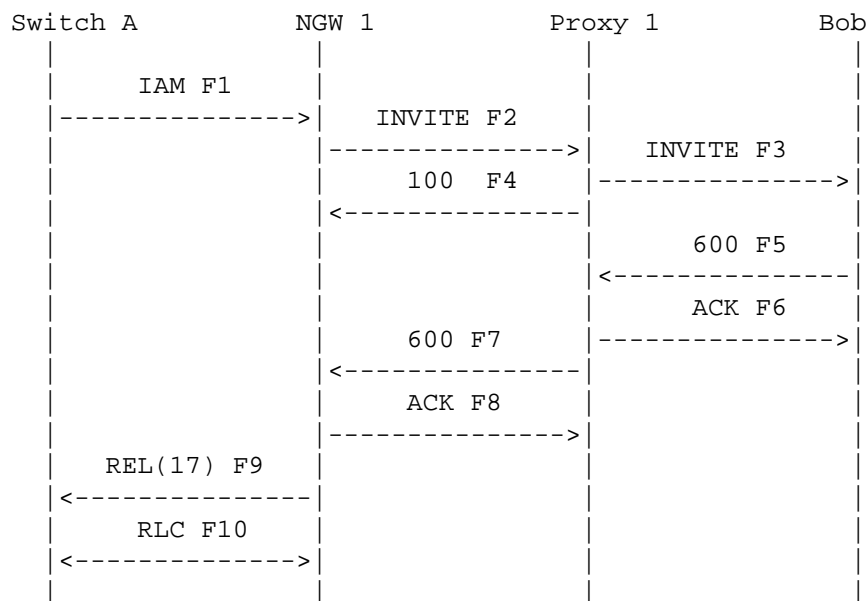 Switch A NGW 1 Proxy 1 Bob
IAM F1
INVITE F2
INVITE F3
100 F4
600 F5
ACK F6
600 F7
ACK F8
REL(17) F9
RLC F10